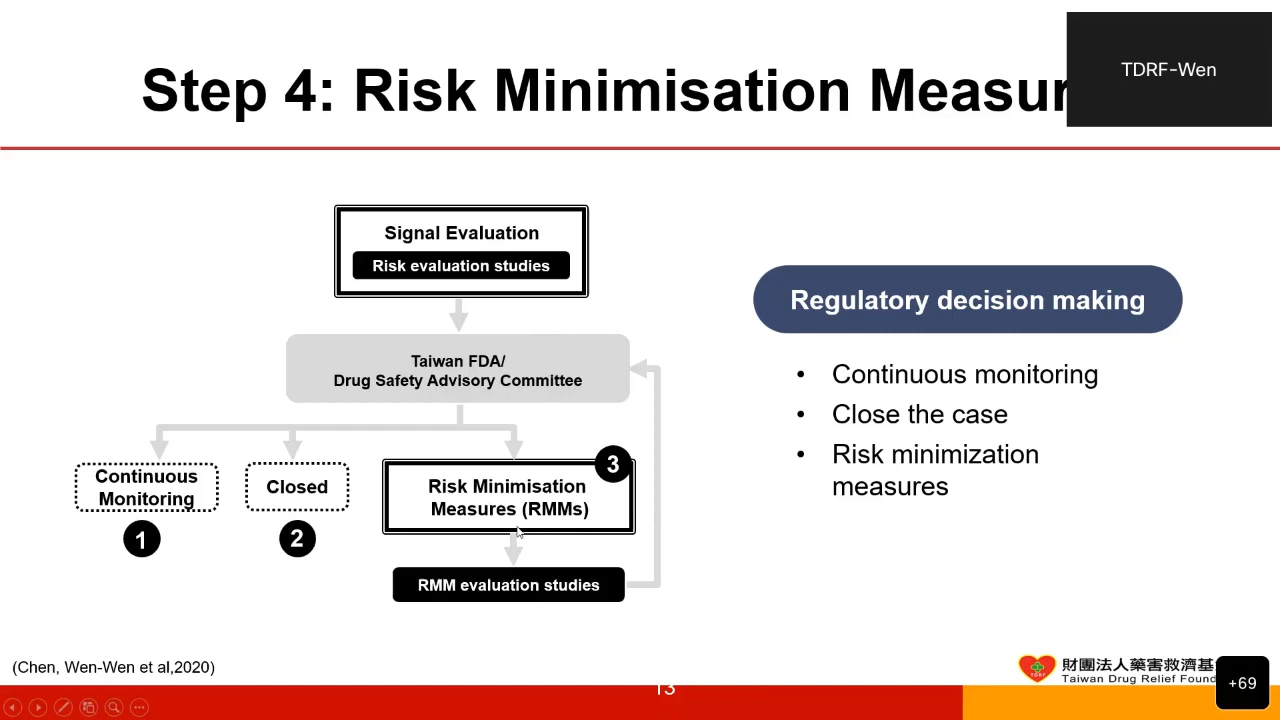 Step 4: Risk Minimisation Measur
TDRF-Wen
Signal Evaluation
Risk evaluation studies
Taiwan FDA/
Drug Safety Advisory Committee
Continuous
Monitoring
1
Closed
2
3
Risk Minimisation
Measures (RMMs)
RMM evaluation studies
Regulatory decision making
• Continuous monitoring
• Close the case
• Risk minimization
measures
(Chen, Wen-Wen et al,2020)
TDRF
財團法人藥害救濟基
Taiwan Drug Relief Found
13
+69